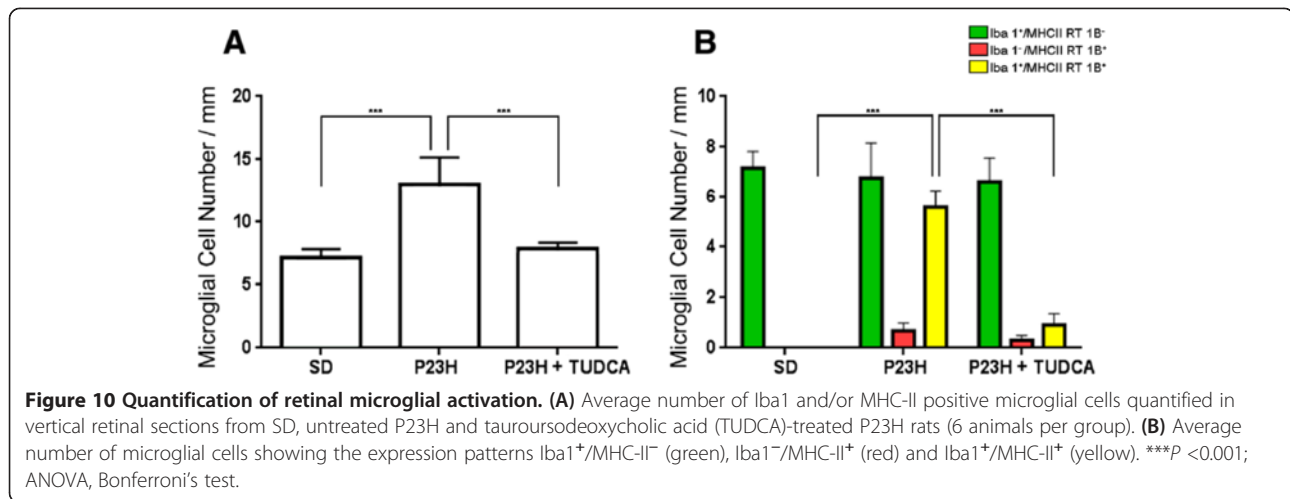 A
B
Iba 1⁺/MHCII RT 1B⁻
Iba 1⁻/MHCII RT 1B⁺
Iba 1⁺/MHCII RT 1B⁺
Microglial Cell Number / mm
20
15
10
5
0
***
***
SD
P23H
P23H + TUDCA
Microglial Cell Number / mm
10
8
6
4
2
0
***
***
SD
P23H
P23H + TUDCA
Figure 10 Quantification of retinal microglial activation. (A) Average number of Iba1 and/or MHC-II positive microglial cells quantified in
vertical retinal sections from SD, untreated P23H and tauroursodeoxycholic acid (TUDCA)-treated P23H rats (6 animals per group). (B) Average
number of microglial cells showing the expression patterns Iba1⁺/MHC-II⁻ (green), Iba1⁻/MHC-II⁺ (red) and Iba1⁺/MHC-II⁺ (yellow). ***P <0.001;
ANOVA, Bonferroni's test.